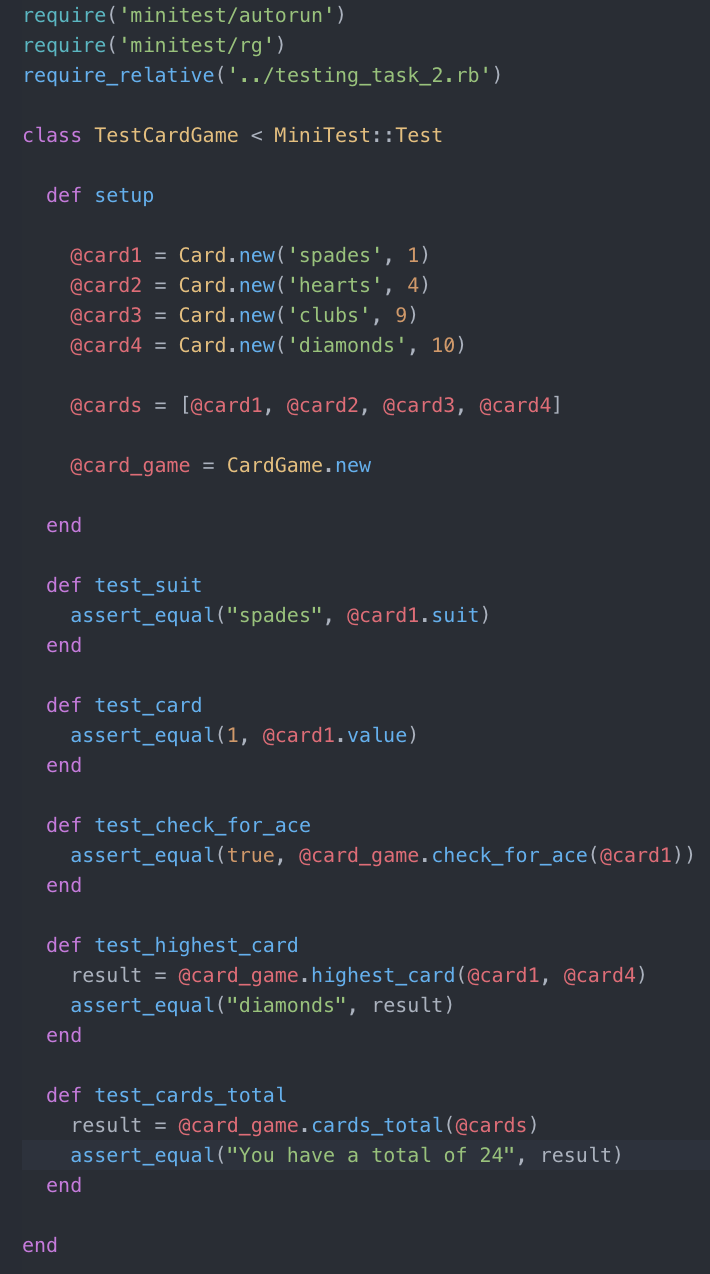 require('minitest/autorun')
require('minitest/rg')
require_relative('../testing_task_2.rb')
class TestCardGame < MiniTest::Test
def setup
@card1 = Card.new('spades', 1)
@card2 = Card.new('hearts', 4)
@card3 = Card.new('clubs', 9)
@card4 = Card.new('diamonds', 10)
@cards = [@card1, @card2, @card3, @card4]
@card_game = CardGame.new
end
def test_suit
assert_equal("spades", @card1.suit)
end
def test_card
assert_equal(1, @card1.value)
end
def test_check_for_ace
assert_equal(true, @card_game.check_for_ace(@card1))
end
def test_highest_card
result = @card_game.highest_card(@card1, @card4)
assert_equal("diamonds", result)
end
def test_cards_total
result = @card_game.cards_total(@cards)
assert_equal("You have a total of 24", result)
end
end